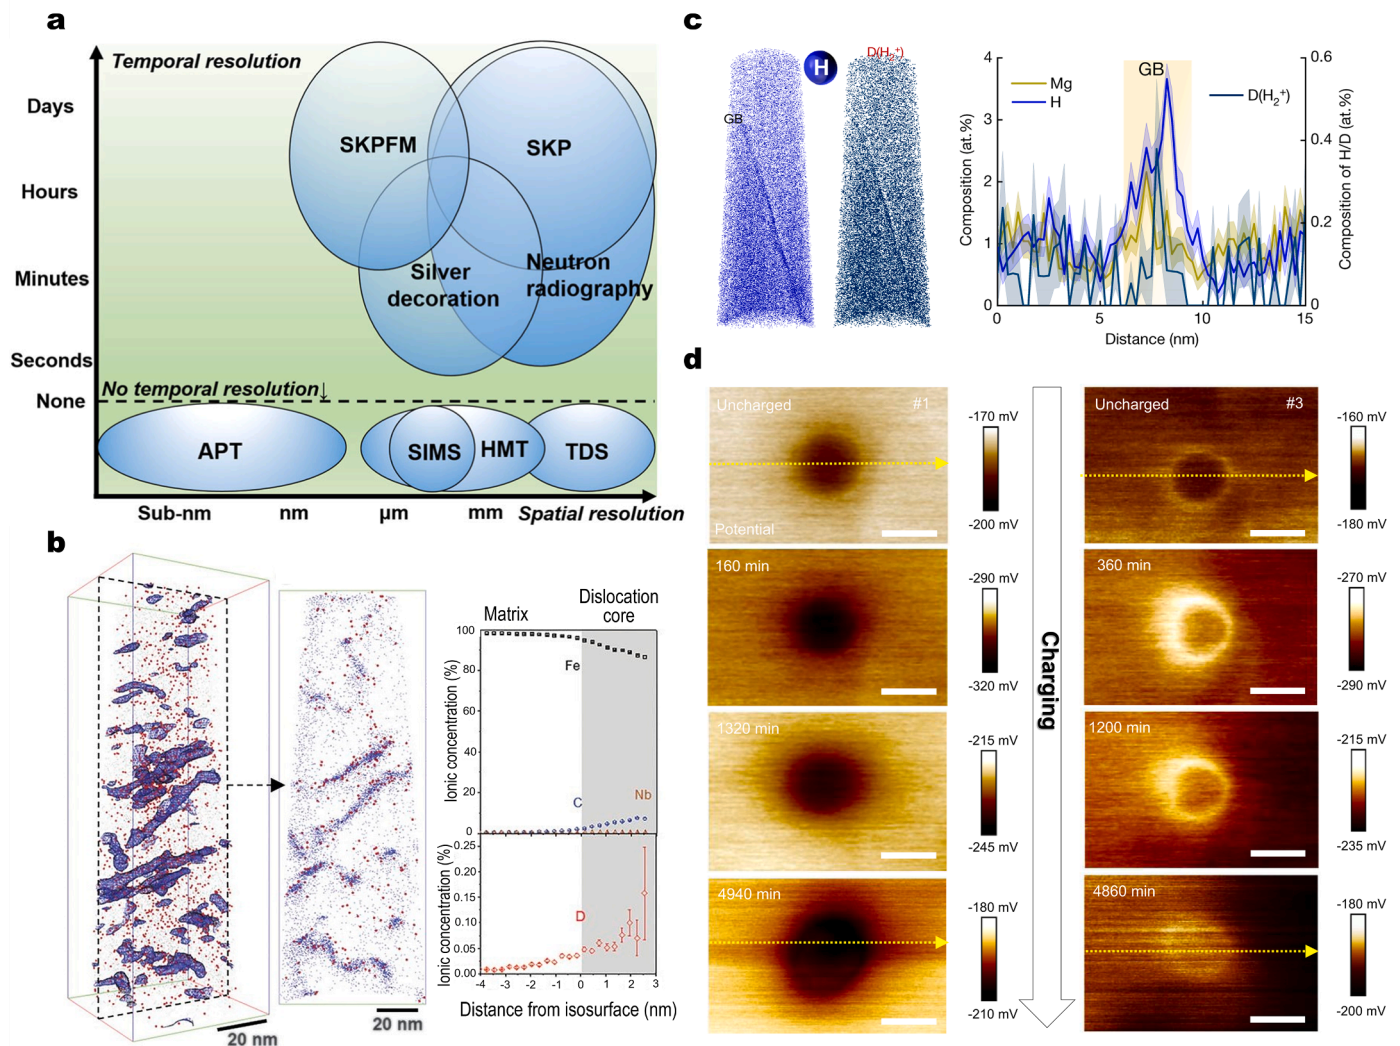 a
Temporal resolution
Days
Hours
Minutes
Seconds
None
SKPFM
SKP
Silver
decoration
Neutron
radiography
No temporal resolution↓
APT
SIMS
HMT
TDS
Sub-nm
nm
µm
mm
Spatial resolution
b
20 nm
20 nm
Matrix
Dislocation
core
Ionic concentration (%)
100
80
60
40
20
0
Fe
C
Nb
Ionic concentration (%)
0.25
0.20
0.15
0.10
0.05
0.00
D
-4 -3 -2 -1 0 1 2 3 4
Distance from isosurface (nm)
c
GB
H
D(H₂⁺)
Composition (at.%)
4
3
2
1
0
Mg
H
GB
D(H₂⁺)
0.6
0.4
0.2
0
Composition of H/D (at.%)
0 5 10 15
Distance (nm)
d
Uncharged #1
Potential
-170 mV
-200 mV
160 min
-290 mV
-320 mV
1320 min
-215 mV
-245 mV
4940 min
-180 mV
-210 mV
Charging
Uncharged #3
-160 mV
-180 mV
360 min
-270 mV
-290 mV
1200 min
-215 mV
-235 mV
4860 min
-180 mV
-200 mV